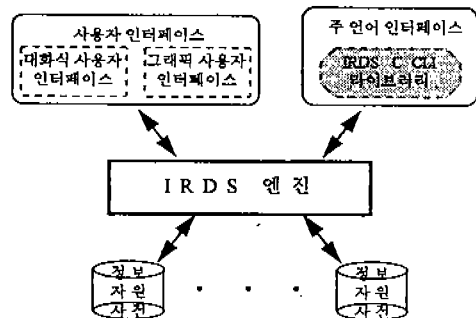 사용자 인터페이스
대화식 사용자
인터페이스
그래픽 사용자
인터페이스
주 언어 인터페이스
IRDS C CLI
라이브러리
IRDS 엔진
정보
자원
사전
. . .
정보
자원
사전